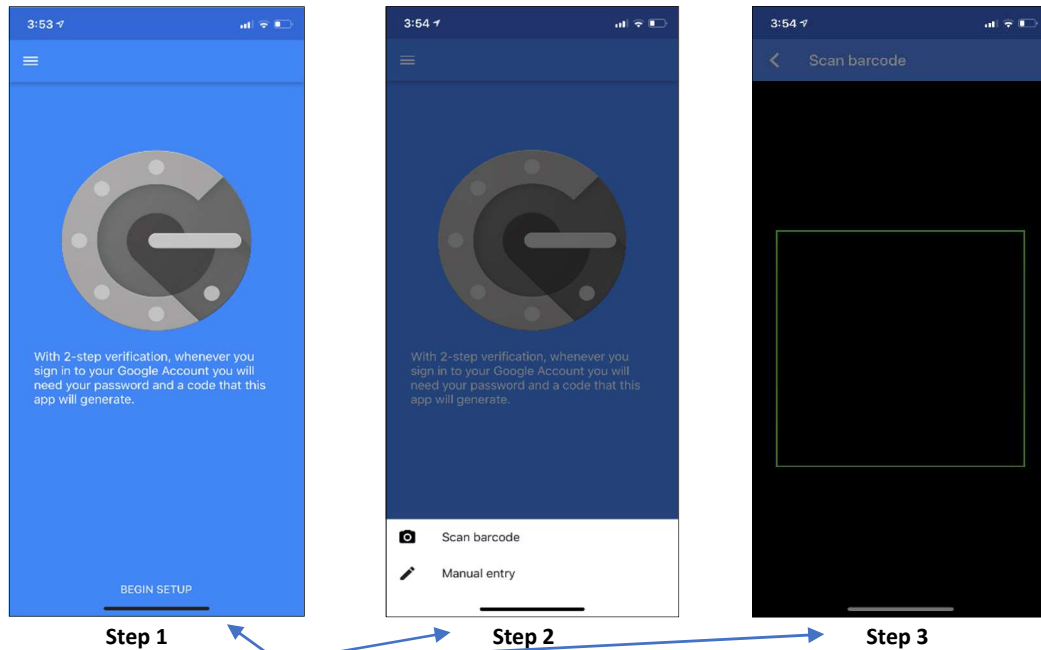 3:53
With 2-step verification, whenever you
sign in to your Google Account you will
need your password and a code that this
app will generate.
BEGIN SETUP
Step 1
3:54
With 2-step verification, whenever you
sign in to your Google Account you will
need your password and a code that this
app will generate.
Scan barcode
Manual entry
Step 2
3:54
Scan barcode
Step 3